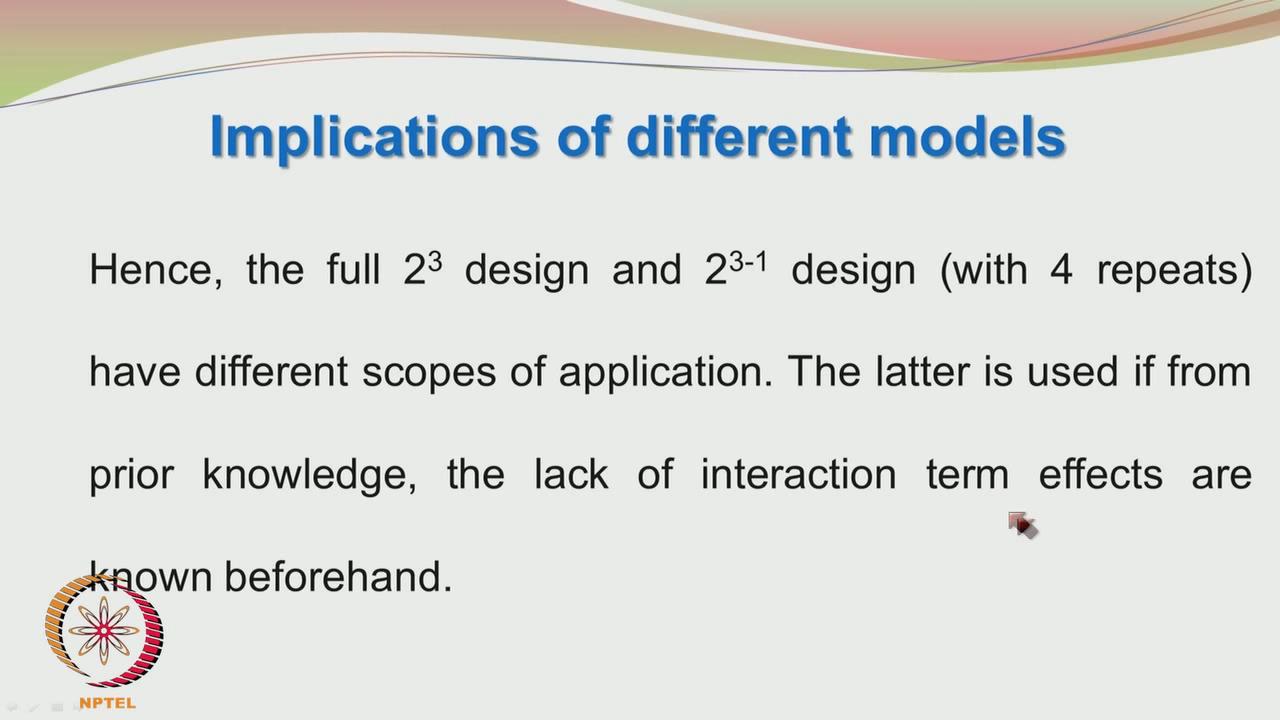 Implications of different models
Hence, the full 2³ design and 2³⁻¹ design (with 4 repeats)
have different scopes of application. The latter is used if from
prior knowledge, the lack of interaction term effects are
known beforehand.
NPTEL